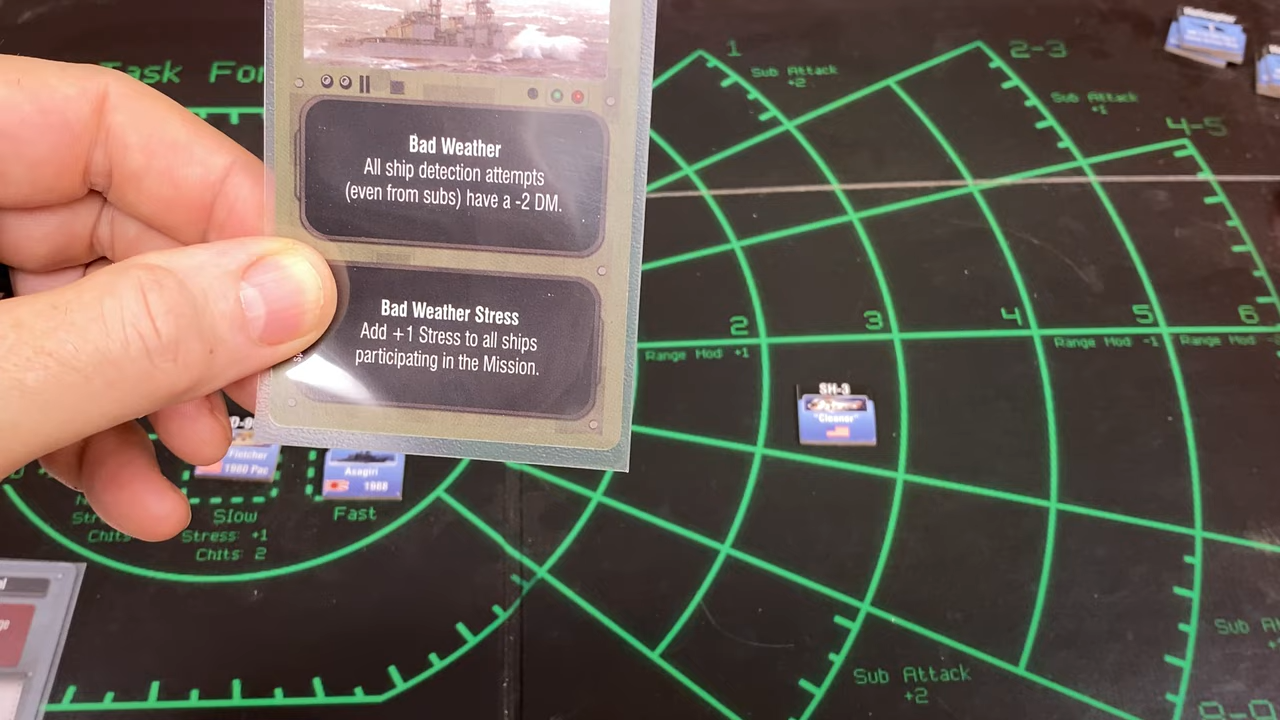 Task For
1
Sub Attack
+2
2-3
Sub Attack
+1
4-5
Bad Weather
All ship detection attempts
(even from subs) have a -2 DM.
Bad Weather Stress
Add +1 Stress to all ships
participating in the Mission.
2
3
4
5
6
Range Mod +1
Range Mod -1
Range Mod
SH-3
"Cleaner"
Fletcher
1960 Pac
Asagiri
1988
Slow
Stress +1
Chits 2
Fast
Chits
Sub Attack
+2
Sub At